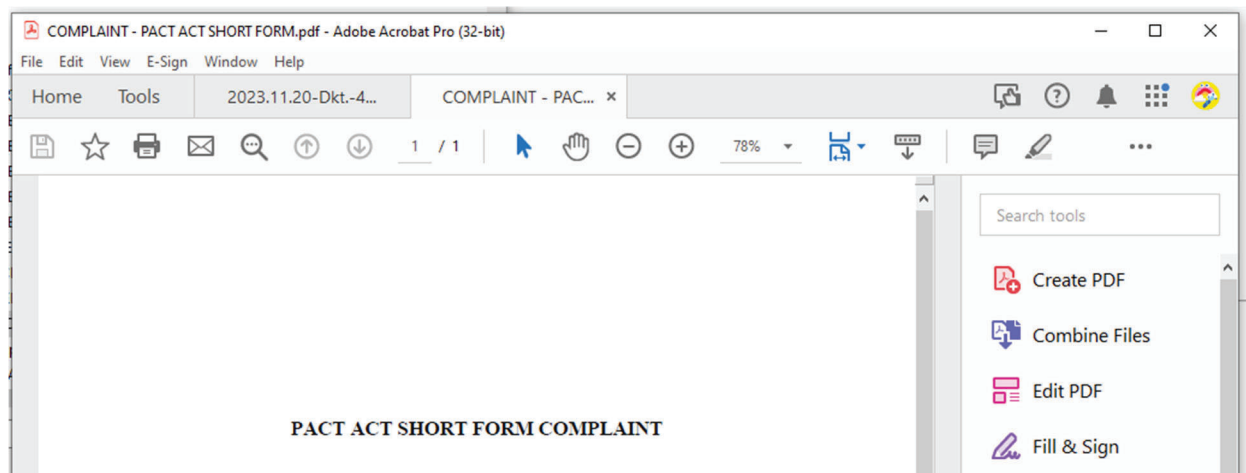 COMPLAINT - PACT ACT SHORT FORM.pdf - Adobe Acrobat Pro (32-bit)
File Edit View E-Sign Window Help
Home Tools 2023.11.20-Dkt.-4... COMPLAINT - PAC... ×
1 / 1 78%
Search tools
Create PDF
Combine Files
Edit PDF
PACT ACT SHORT FORM COMPLAINT
Fill & Sign